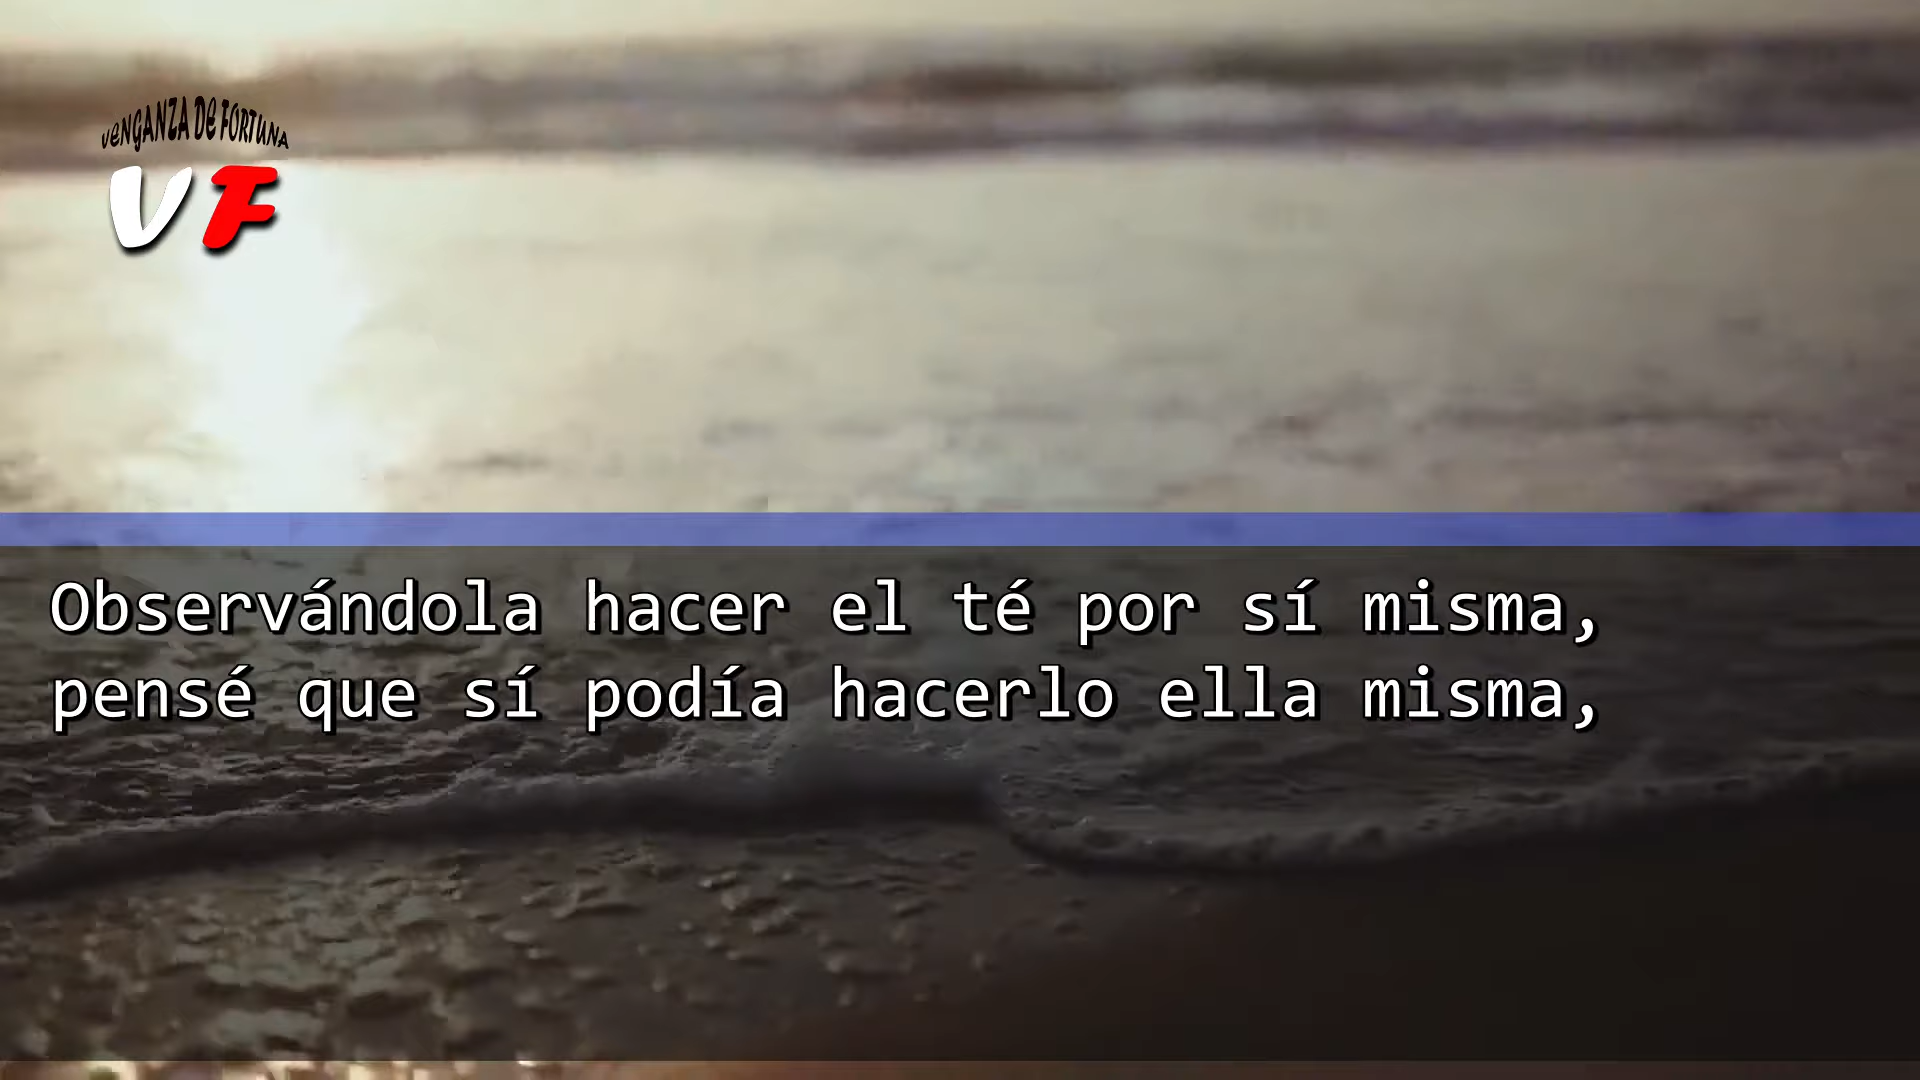 VENGANZA DE FORTUNA
VF
Observándola hacer el té por sí misma,
pensé que sí podía hacerlo ella misma,